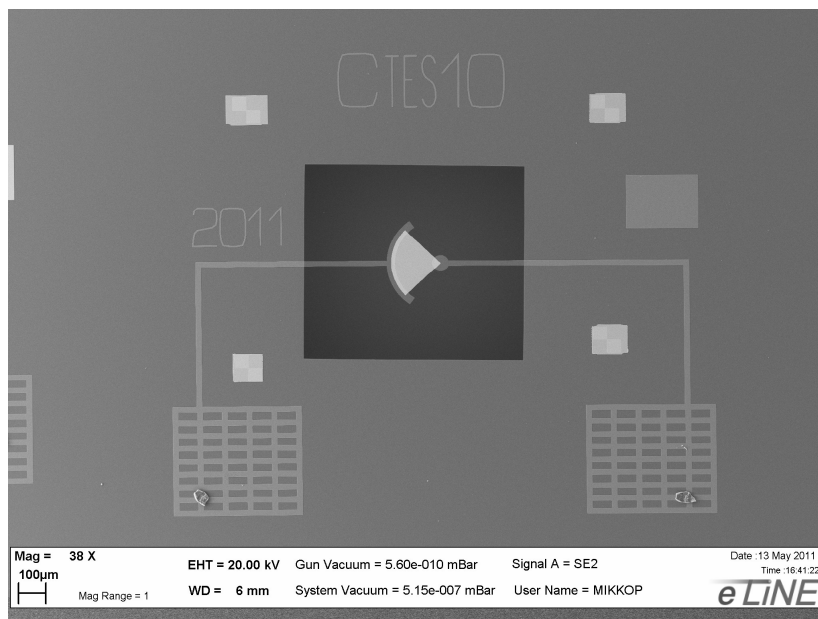 CTES10
2011
Mag = 38 X
100µm
Mag Range = 1
EHT = 20.00 kV
WD = 6 mm
Gun Vacuum = 5.60e-010 mBar
System Vacuum = 5.15e-007 mBar
Signal A = SE2
User Name = MIKKOP
Date :13 May 2011
Time :16:41:22
eLiNE